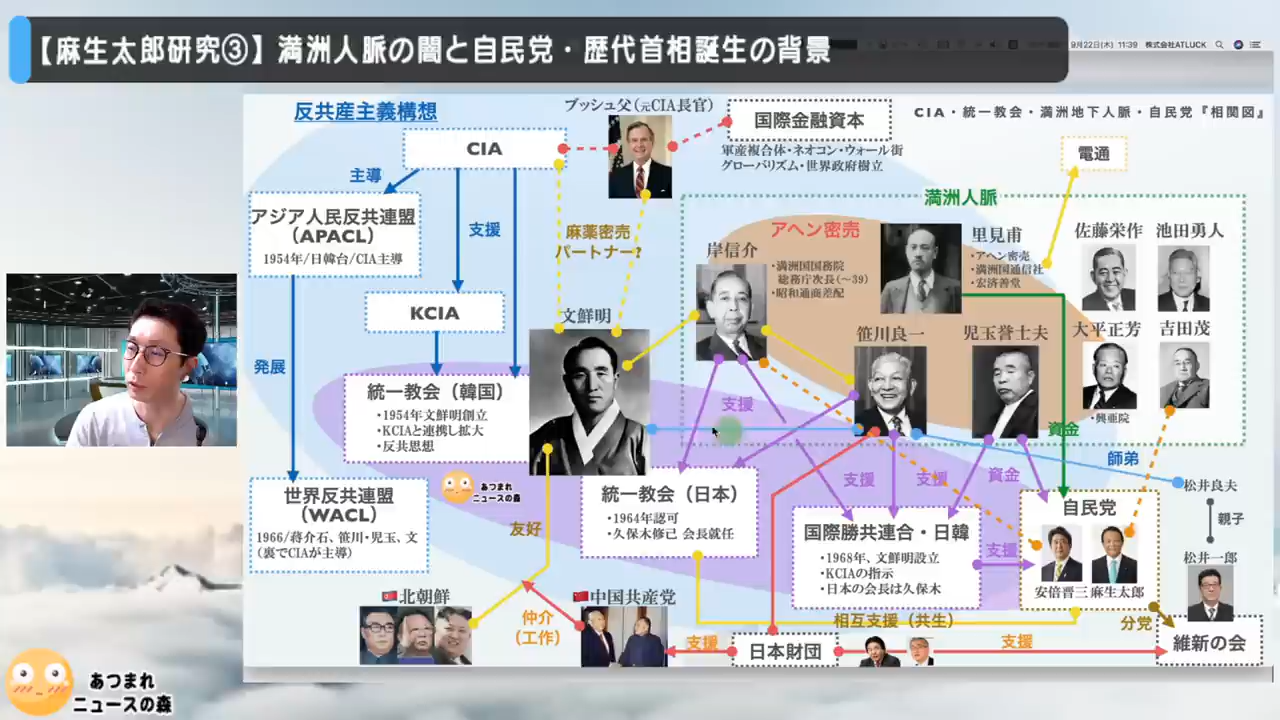 【麻生太郎研究③】満洲人脈の闇と自民党・歴代首相誕生の背景
9月22日(木) 11:39 株式会社ATLUCK
反共産主義構想
ブッシュ父(元CIA長官)
国際金融資本
CIA・統一教会・満洲地下人脈・自民党『相関図』
CIA
軍産複合体・ネオコン・ウォール街
グローバリズム・世界政府樹立
電通
主導
満洲人脈
アジア人民反共連盟
(APACL)
1954年/日韓台/CIA主導
支援
麻薬密売
パートナー?
岸信介
アヘン密売
・満洲国国務院
総務庁次長(〜39)
・昭和通商差配
里見甫
・アヘン密売
・満洲国通信社
・宏済善堂
佐藤栄作
池田勇人
KCIA
文鮮明
笹川良一
児玉誉士夫
大平正芳
吉田茂
発展
統一教会(韓国)
・1954年文鮮明創立
・KCIAと連携し拡大
・反共思想
支援
・興亜院
資金
師弟
あつまれ
ニュースの森
世界反共連盟
(WACL)
1966/蒋介石、笹川・児玉、文
(裏でCIAが主導)
友好
統一教会(日本)
・1964年認可
・久保木修己 会長就任
支援
支援
資金
松井良夫
国際勝共連合・日韓
・1968年、文鮮明設立
・KCIAの指示
・日本の会長は久保木
支援
自民党
安倍晋三
麻生太郎
親子
松井一郎
北朝鮮
仲介
(工作)
中国共産党
支援
日本財団
相互支援(共生)
支援
分党
維新の会
あつまれ
ニュースの森